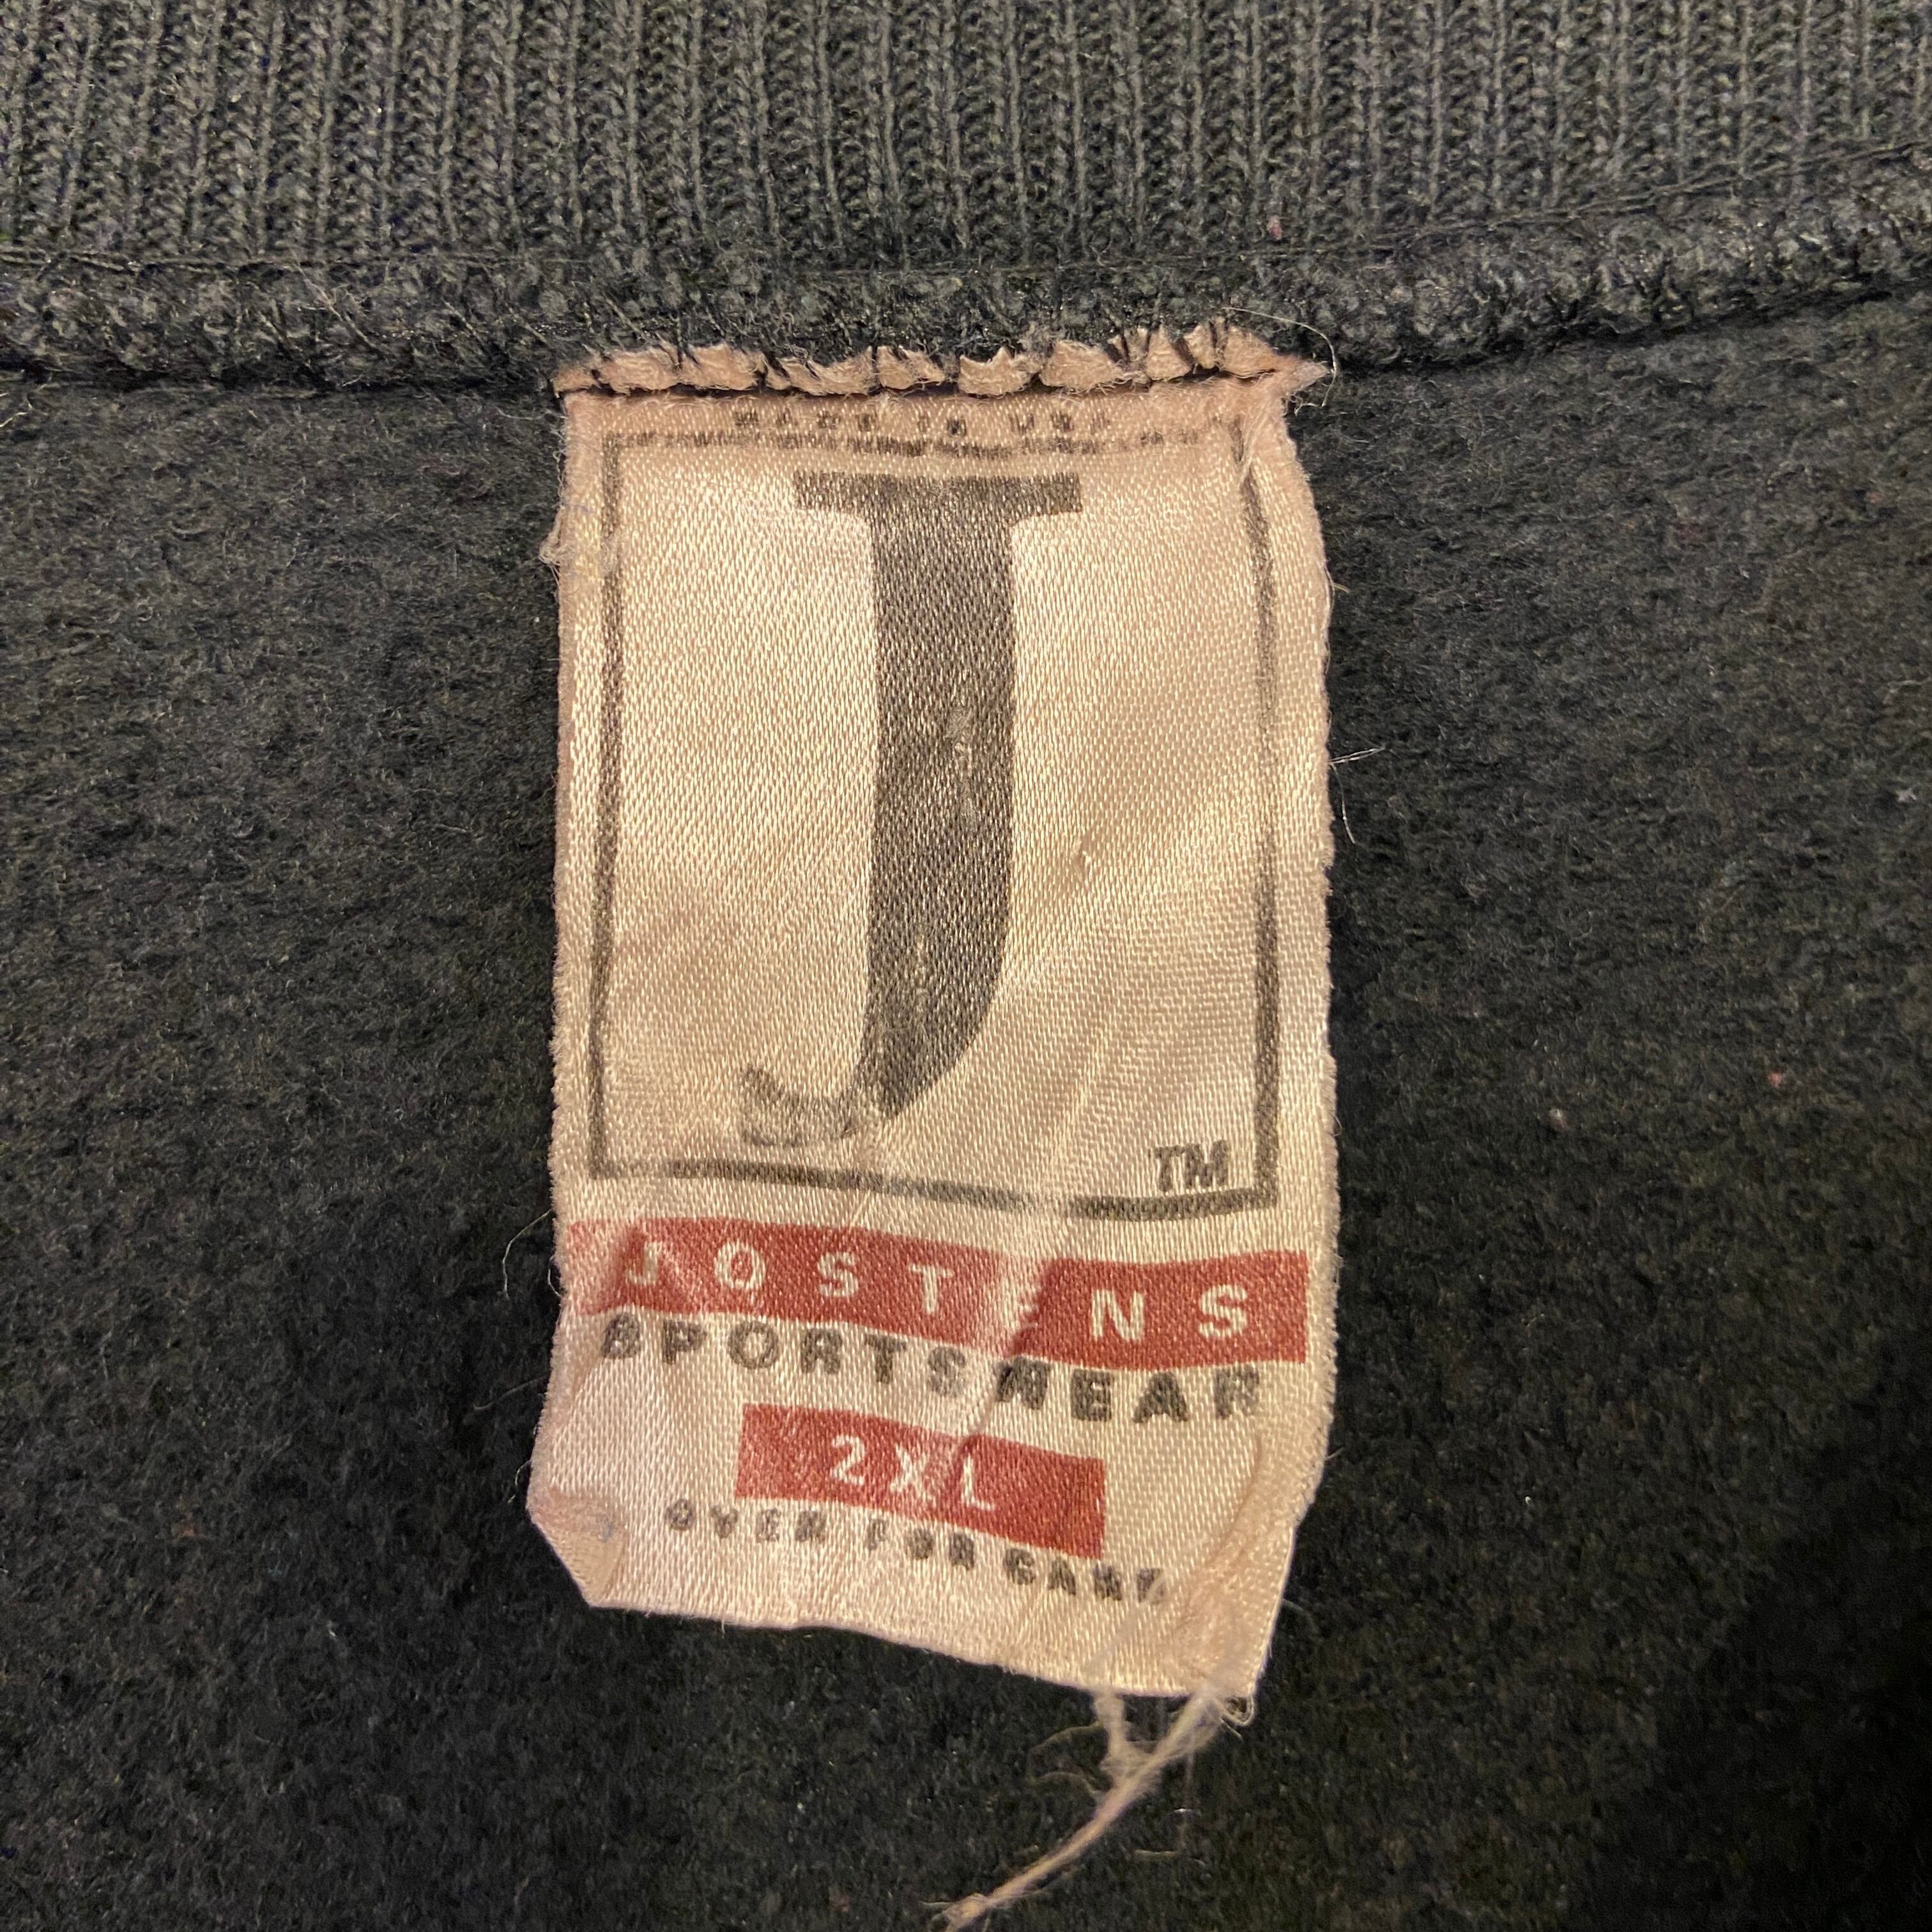 MADE IN USA
J
TM
JOSTENS
SPORTSWEAR
2XL
OVER FOR CARE